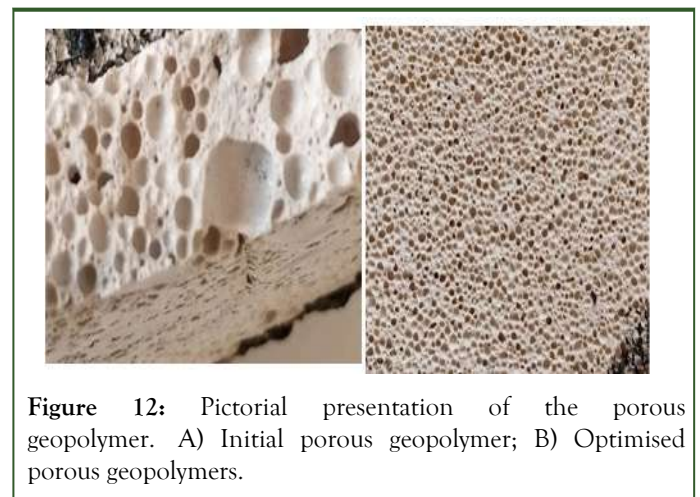 Figure 12: Pictorial presentation of the porous
geopolymer. A) Initial porous geopolymer; B) Optimised
porous geopolymers.